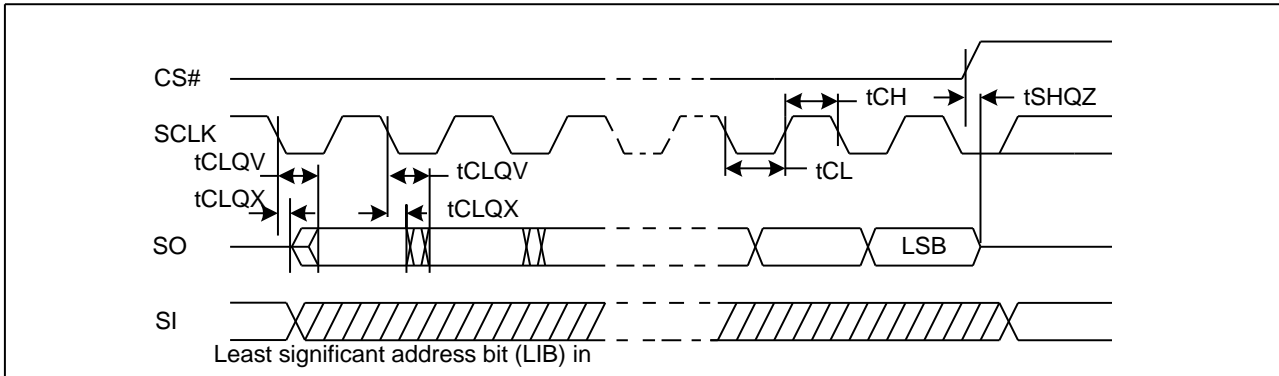 CS#
tCH
tSHQZ
SCLK
tCLQV
tCLQV
tCL
tCLQX
tCLQX
SO
LSB
SI
Least significant address bit (LIB) in